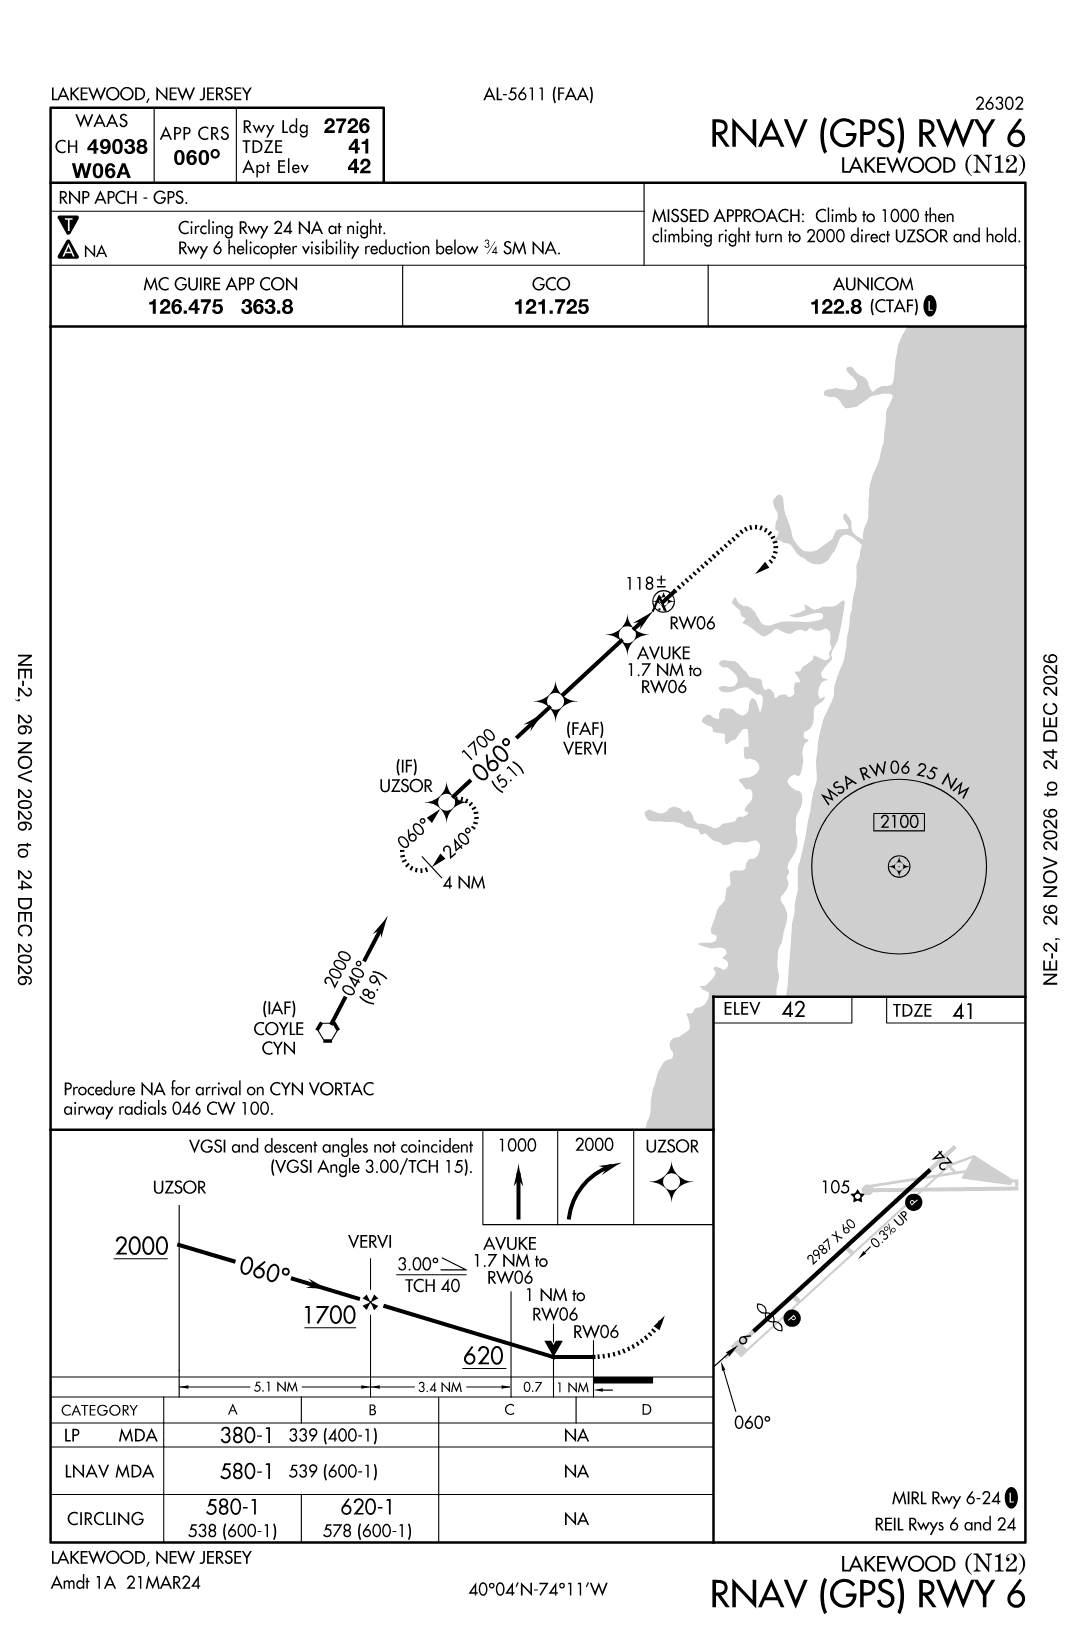 LAKEWOOD, NEW JERSEY
AL-5611 (FAA)
26302
WAAS
CH 49038
W06A
APP CRS
060°
Rwy Ldg 2726
TDZE 41
Apt Elev 42
RNAV (GPS) RWY 6
LAKEWOOD (N12)
RNP APCH - GPS.
T
A NA
Circling Rwy 24 NA at night.
Rwy 6 helicopter visibility reduction below ¾ SM NA.
MISSED APPROACH: Climb to 1000 then
climbing right turn to 2000 direct UZSOR and hold.
MC GUIRE APP CON
126.475 363.8
GCO
121.725
AUNICOM
122.8 (CTAF) L
118±
RW06
AVUKE
1.7 NM to
RW06
(FAF)
VERVI
1700
060°
(5.1)
(IF)
UZSOR
060°
240°
4 NM
2000
040°
(8.9)
(IAF)
COYLE
CYN
MSA RW06 25 NM
2100
Procedure NA for arrival on CYN VORTAC
airway radials 046 CW 100.
NE-2, 26 NOV 2026 to 24 DEC 2026
NE-2, 26 NOV 2026 to 24 DEC 2026
ELEV 42
TDZE 41
105
24
P
0.3% UP
2987 X 60
P
6
060°
MIRL Rwy 6-24 L
REIL Rwys 6 and 24
VGSI and descent angles not coincident
(VGSI Angle 3.00/TCH 15).
1000
2000
UZSOR
UZSOR
2000
060°
VERVI
1700
3.00°
TCH 40
AVUKE
1.7 NM to
RW06
1 NM to
RW06
RW06
620
5.1 NM
3.4 NM
0.7
1 NM
CATEGORY A B C D
LP MDA 380-1 339 (400-1) NA
LNAV MDA 580-1 539 (600-1) NA
CIRCLING
580-1
538 (600-1)
620-1
578 (600-1)
NA
LAKEWOOD, NEW JERSEY
Amdt 1A 21MAR24
40°04'N-74°11'W
LAKEWOOD (N12)
RNAV (GPS) RWY 6